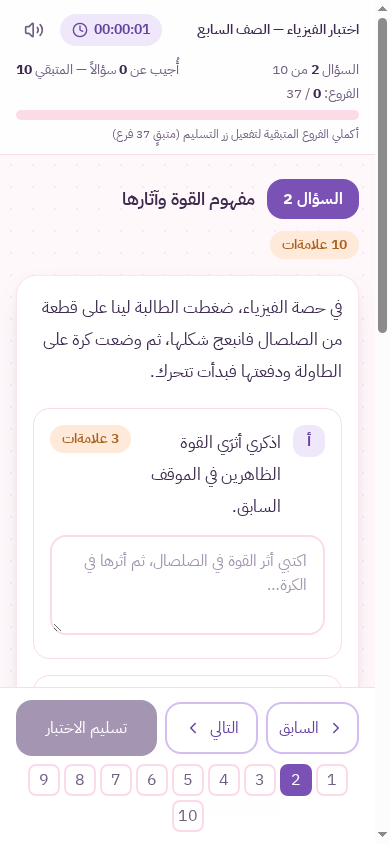 اختبار الفيزياء — الصف السابع
00:00:01
السؤال 2 من 10
أُجيب عن 0 سؤالاً — المتبقي 10
الفروع: 0 / 37
أكملي الفروع المتبقية لتفعيل زر التسليم (متبقٍ 37 فرع)
السؤال 2
مفهوم القوة وآثارها
10 علامات
في حصة الفيزياء، ضغطت الطالبة لينا على قطعة
من الصلصال فانبعج شكلها، ثم وضعت كرة على
الطاولة ودفعتها فبدأت تتحرك.
أ
اذكري أثرَي القوة
الظاهرين في الموقف
السابق.
3 علامات
اكتبي أثر القوة في الصلصال، ثم أثرها في
الكرة...
السابق
التالي
تسليم الاختبار
1 2 3 4 5 6 7 8 9
10